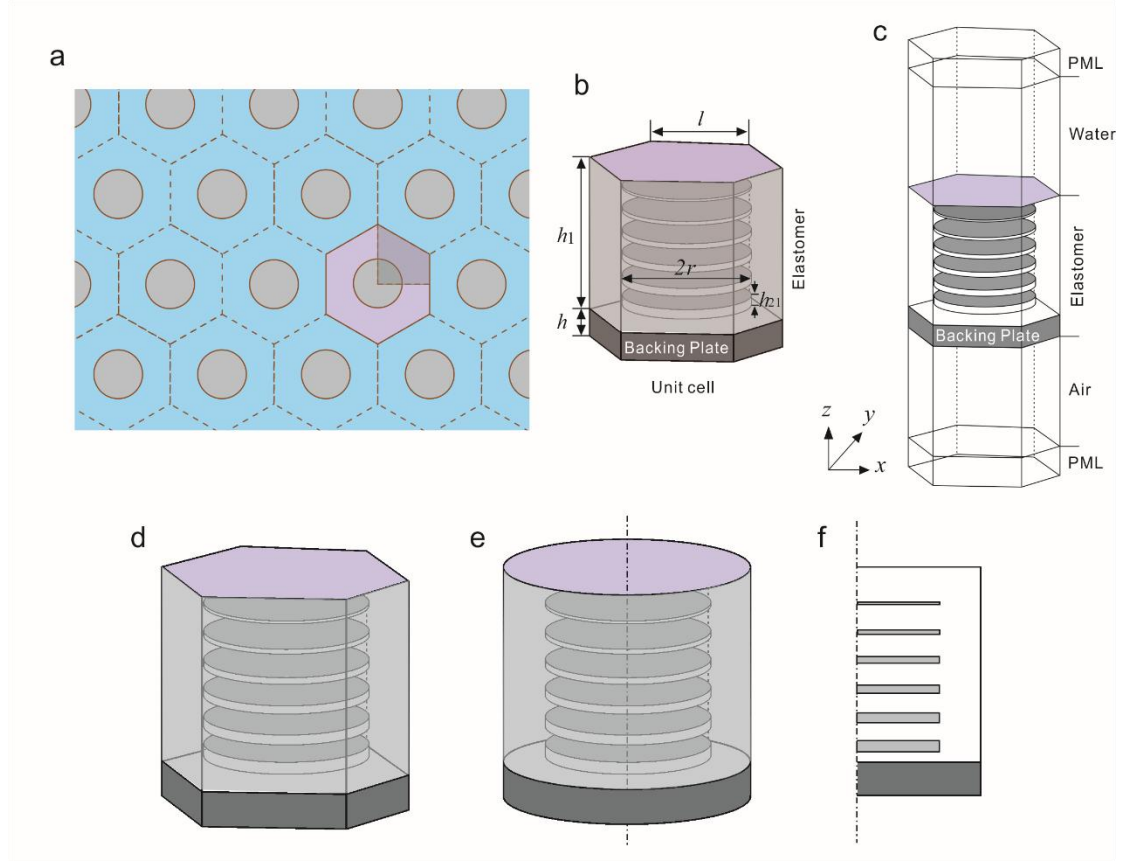 a
b
c
PML
l
Water
h1
Elastomer
2r
h21
Elastomer
h
Backing Plate
Backing Plate
Unit cell
Air
z
y
x
PML
d
e
f